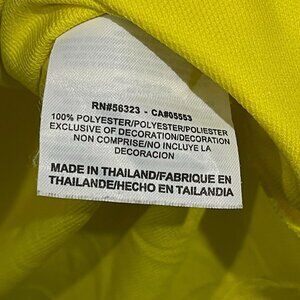 RN#56323 - CA#05553
100% POLYESTER/POLYESTER/POLIESTER
EXCLUSIVE OF DECORATION/DECORATION
NON COMPRISE/NO INCLUYE LA
DECORACION
MADE IN THAILAND/FABRIQUE EN
THAILANDE/HECHO EN TAILANDIA